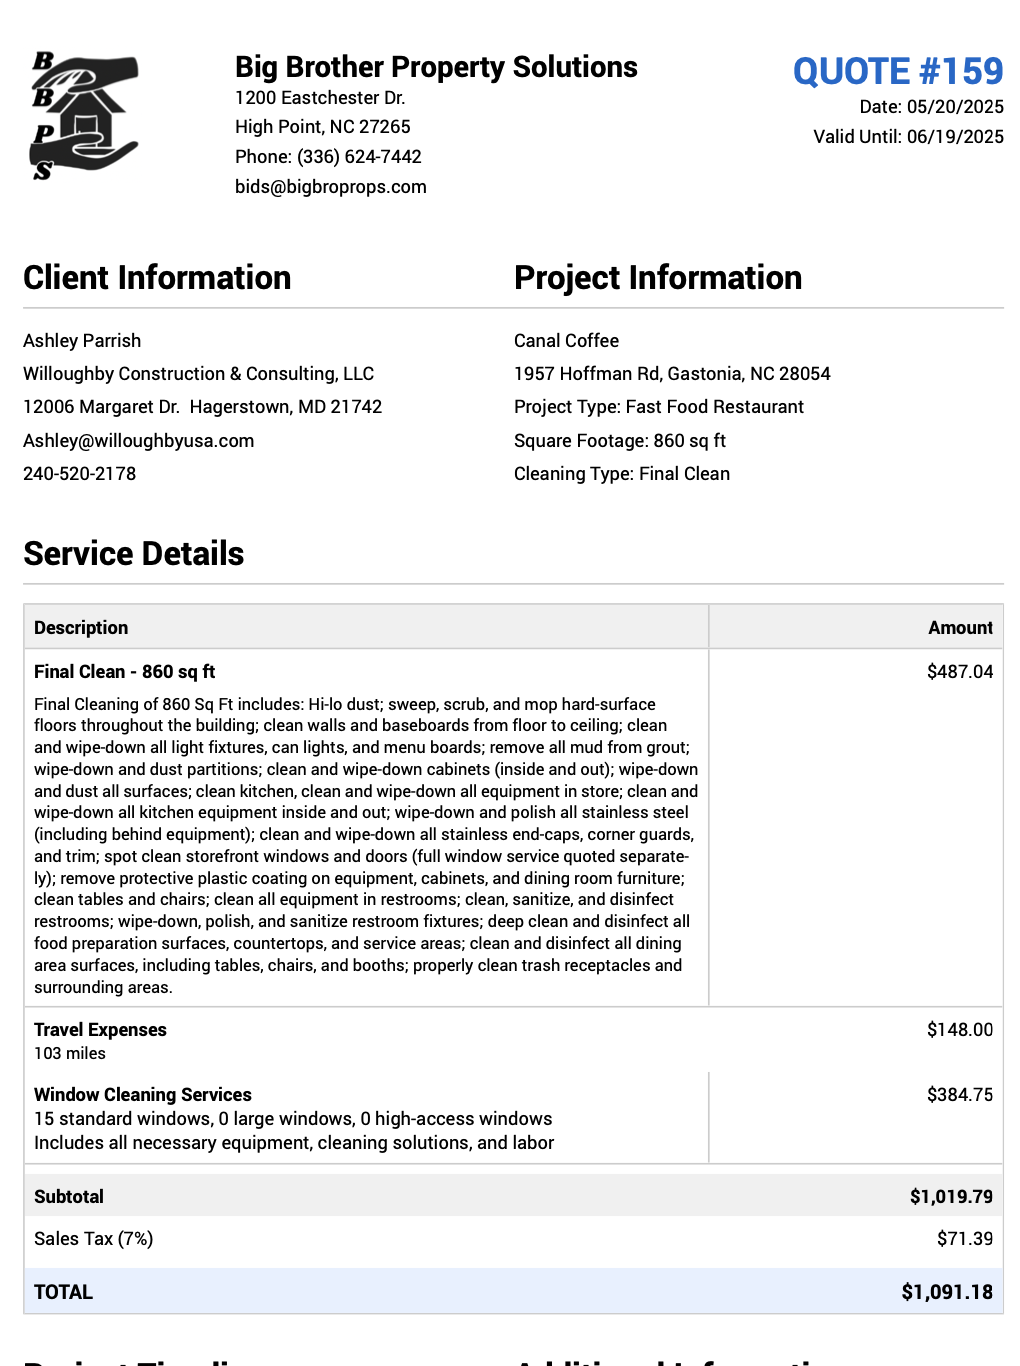 B
B
P
S
Big Brother Property Solutions
1200 Eastchester Dr.
High Point, NC 27265
Phone: (336) 624-7442
bids@bigbroprops.com
QUOTE #159
Date: 05/20/2025
Valid Until: 06/19/2025
Client Information
Ashley Parrish
Willoughby Construction & Consulting, LLC
12006 Margaret Dr.  Hagerstown, MD 21742
Ashley@willoughbyusa.com
240-520-2178
Project Information
Canal Coffee
1957 Hoffman Rd, Gastonia, NC 28054
Project Type: Fast Food Restaurant
Square Footage: 860 sq ft
Cleaning Type: Final Clean
Service Details
Description Amount
Final Clean - 860 sq ft $487.04
Final Cleaning of 860 Sq Ft includes: Hi-lo dust; sweep, scrub, and mop hard-surface
floors throughout the building; clean walls and baseboards from floor to ceiling; clean
and wipe-down all light fixtures, can lights, and menu boards; remove all mud from grout;
wipe-down and dust partitions; clean and wipe-down cabinets (inside and out); wipe-down
and dust all surfaces; clean kitchen, clean and wipe-down all equipment in store; clean and
wipe-down all kitchen equipment inside and out; wipe-down and polish all stainless steel
(including behind equipment); clean and wipe-down all stainless end-caps, corner guards,
and trim; spot clean storefront windows and doors (full window service quoted separate-
ly); remove protective plastic coating on equipment, cabinets, and dining room furniture;
clean tables and chairs; clean all equipment in restrooms; clean, sanitize, and disinfect
restrooms; wipe-down, polish, and sanitize restroom fixtures; deep clean and disinfect all
food preparation surfaces, countertops, and service areas; clean and disinfect all dining
area surfaces, including tables, chairs, and booths; properly clean trash receptacles and
surrounding areas.
Travel Expenses $148.00
103 miles
Window Cleaning Services $384.75
15 standard windows, 0 large windows, 0 high-access windows
Includes all necessary equipment, cleaning solutions, and labor
Subtotal $1,019.79
Sales Tax (7%) $71.39
TOTAL $1,091.18